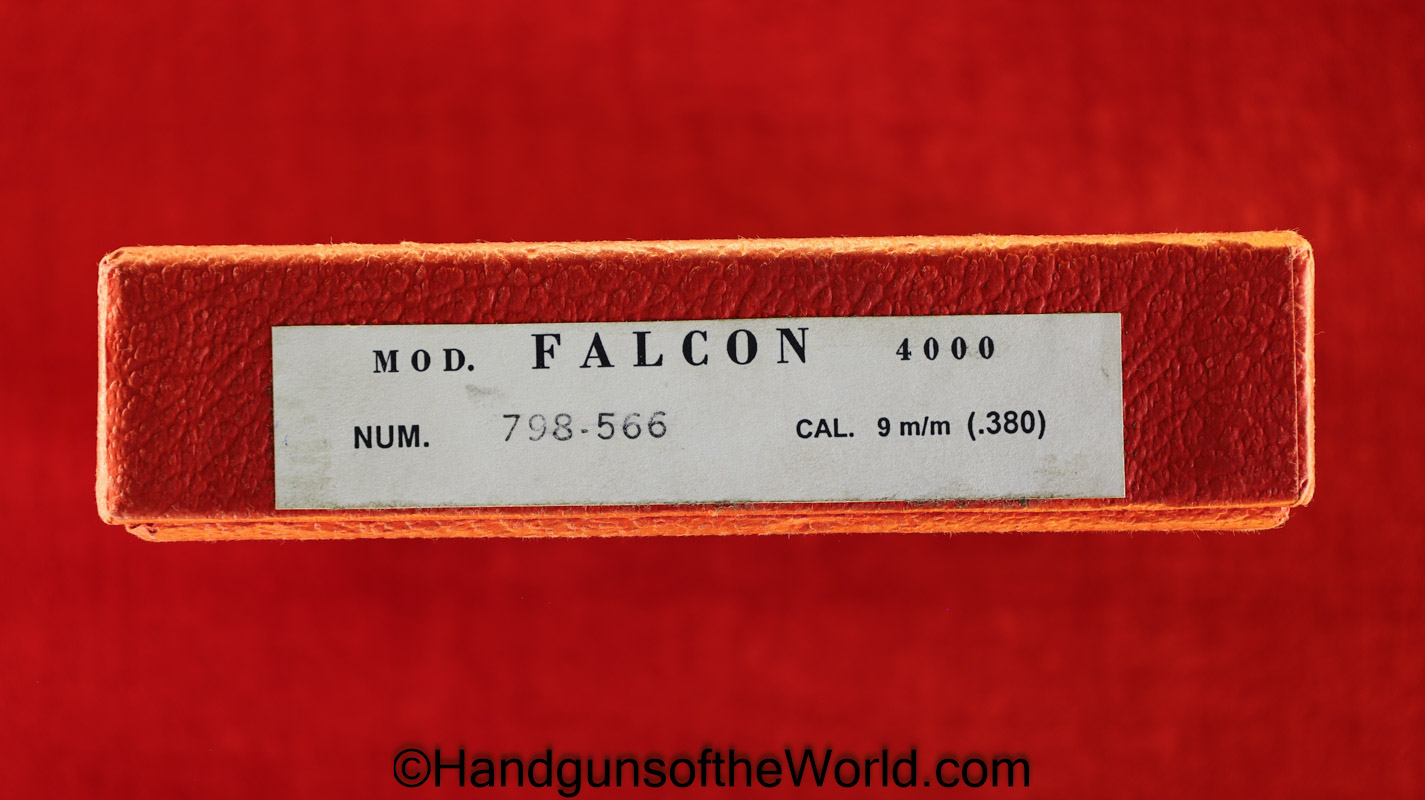 MOD. FALCON 4000
NUM. 798-566 CAL. 9 m/m (.380)
©HandgunsoftheWorld.com